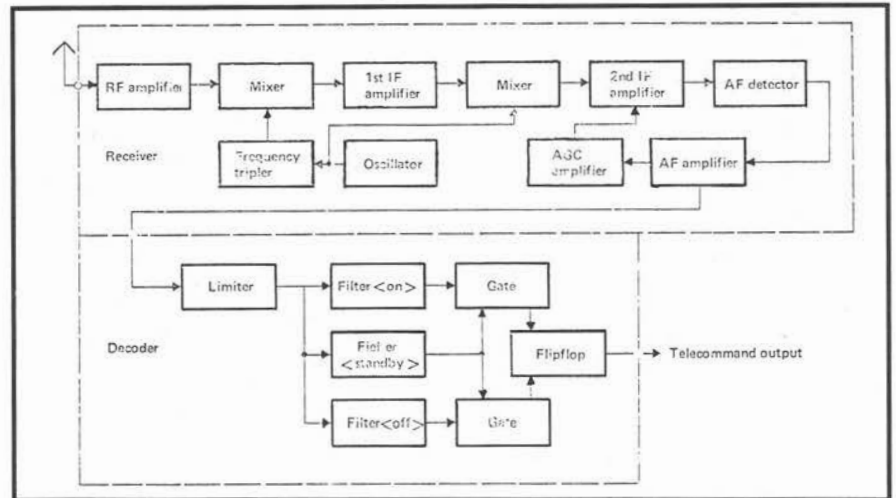 RF amplifier
Mixer
1st IF
amplifier
Mixer
2nd IF
amplifier
AF detector
Receiver
Frequency
tripler
Oscillator
AGC
amplifier
AF amplifier
Limiter
Filter<on>
Gate
Decoder
Filter
<standby>
Flipflop
Telecommand output
Filter<off>
Gate